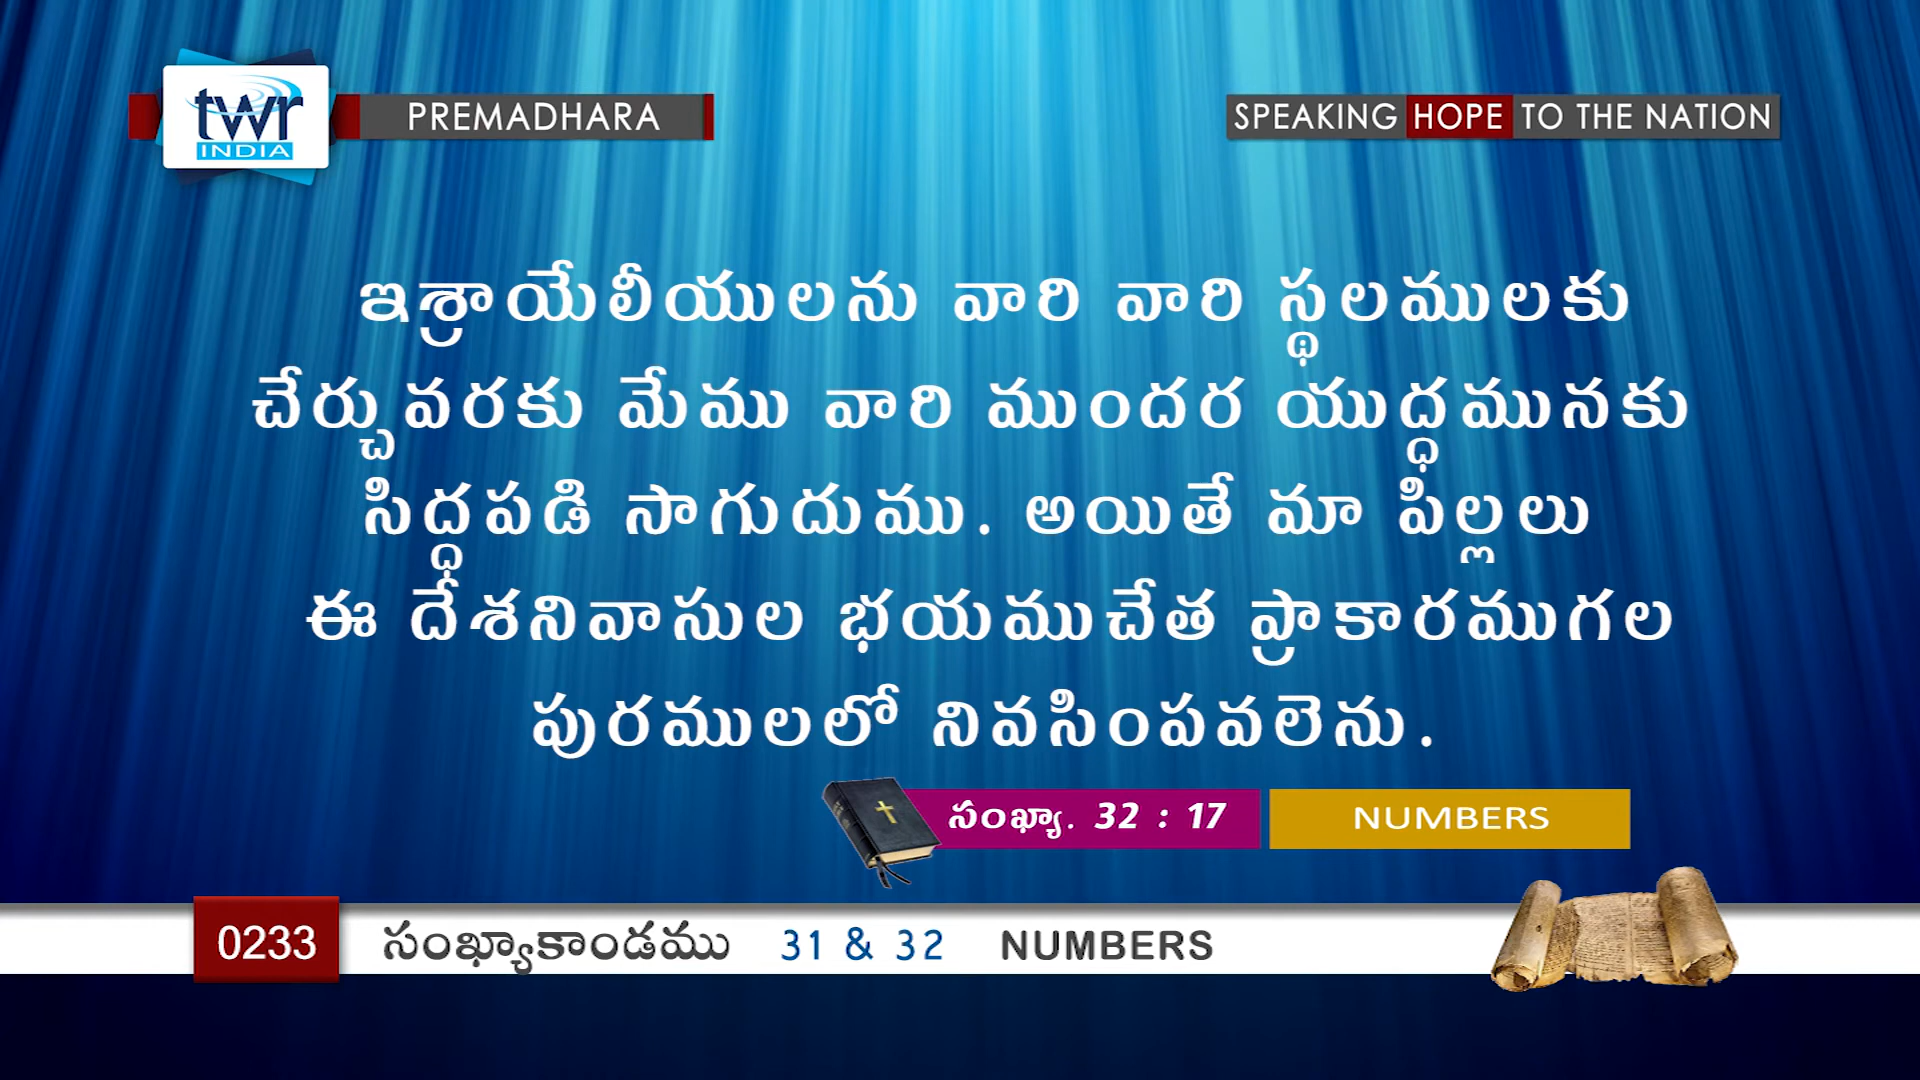 twr
INDIA
PREMADHARA
SPEAKING HOPE TO THE NATION
ఇశ్రాయేలీయులను వారి వారి స్థలములకు
చేర్చువరకు మేము వారి ముందర యుద్ధమునకు
సిద్ధపడి సాగుదుము. అయితే మా పిల్లలు
ఈ దేశనివాసుల భయముచేత ప్రాకారముగల
పురములలో నివసింపవలెను.
సంఖ్యా. 32 : 17
NUMBERS
0233 సంఖ్యాకాండము 31 & 32 NUMBERS